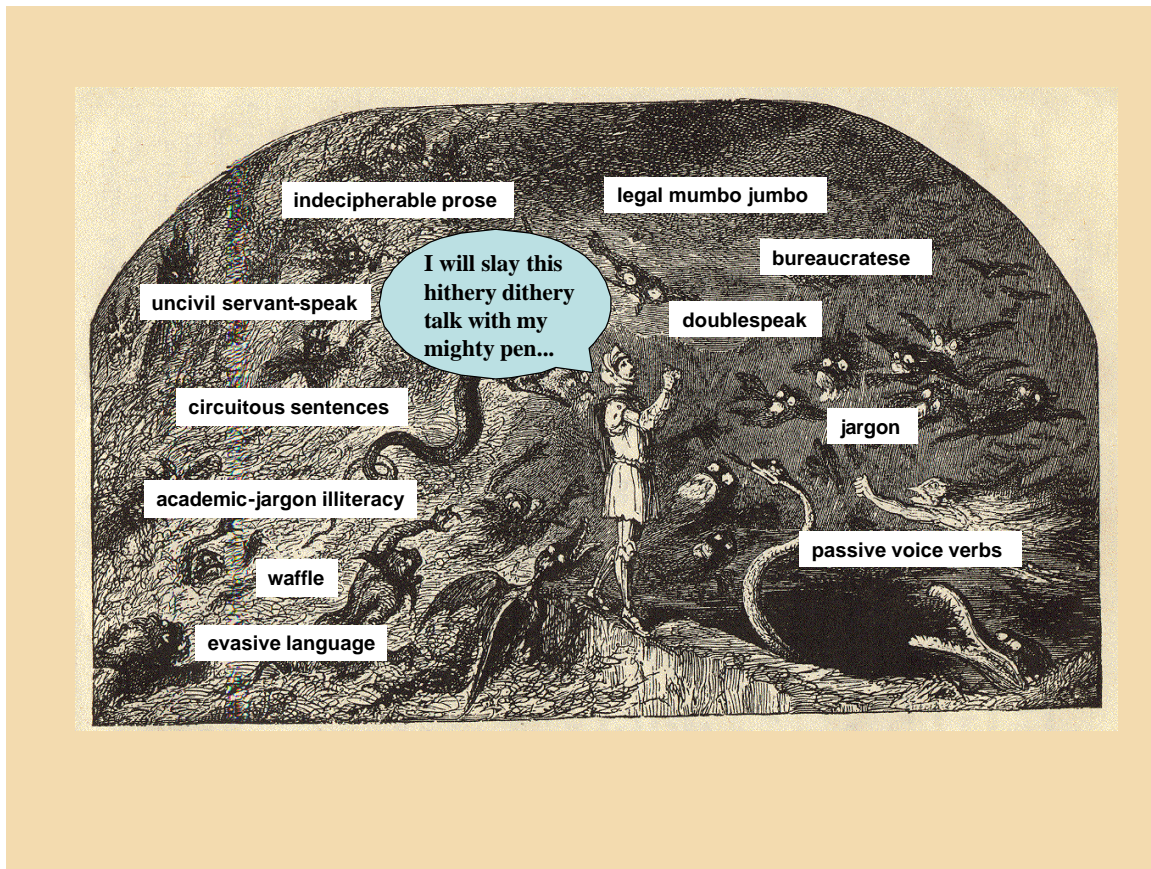 indecipherable prose
legal mumbo jumbo
bureaucratese
uncivil servant-speak
I will slay this
hithery dithery
talk with my
mighty pen...
doublespeak
circuitous sentences
jargon
academic-jargon illiteracy
passive voice verbs
waffle
evasive language